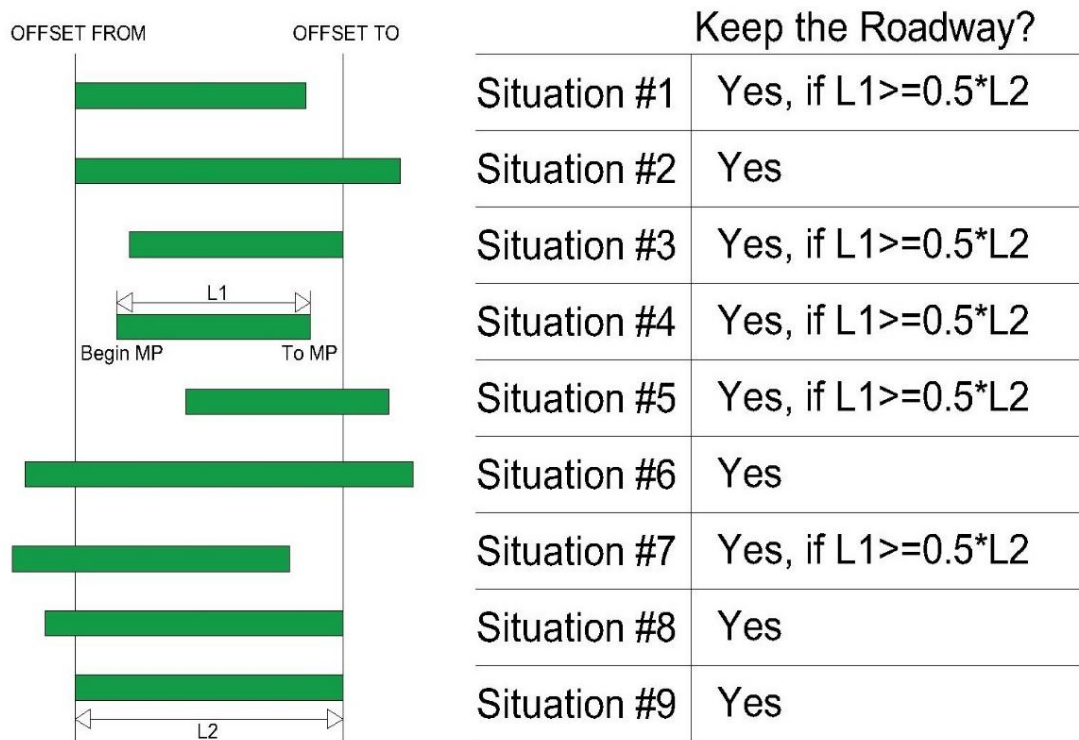 OFFSET FROM
OFFSET TO
L1
Begin MP
To MP
L2
Keep the Roadway?
Situation #1 Yes, if L1>=0.5*L2
Situation #2 Yes
Situation #3 Yes, if L1>=0.5*L2
Situation #4 Yes, if L1>=0.5*L2
Situation #5 Yes, if L1>=0.5*L2
Situation #6 Yes
Situation #7 Yes, if L1>=0.5*L2
Situation #8 Yes
Situation #9 Yes